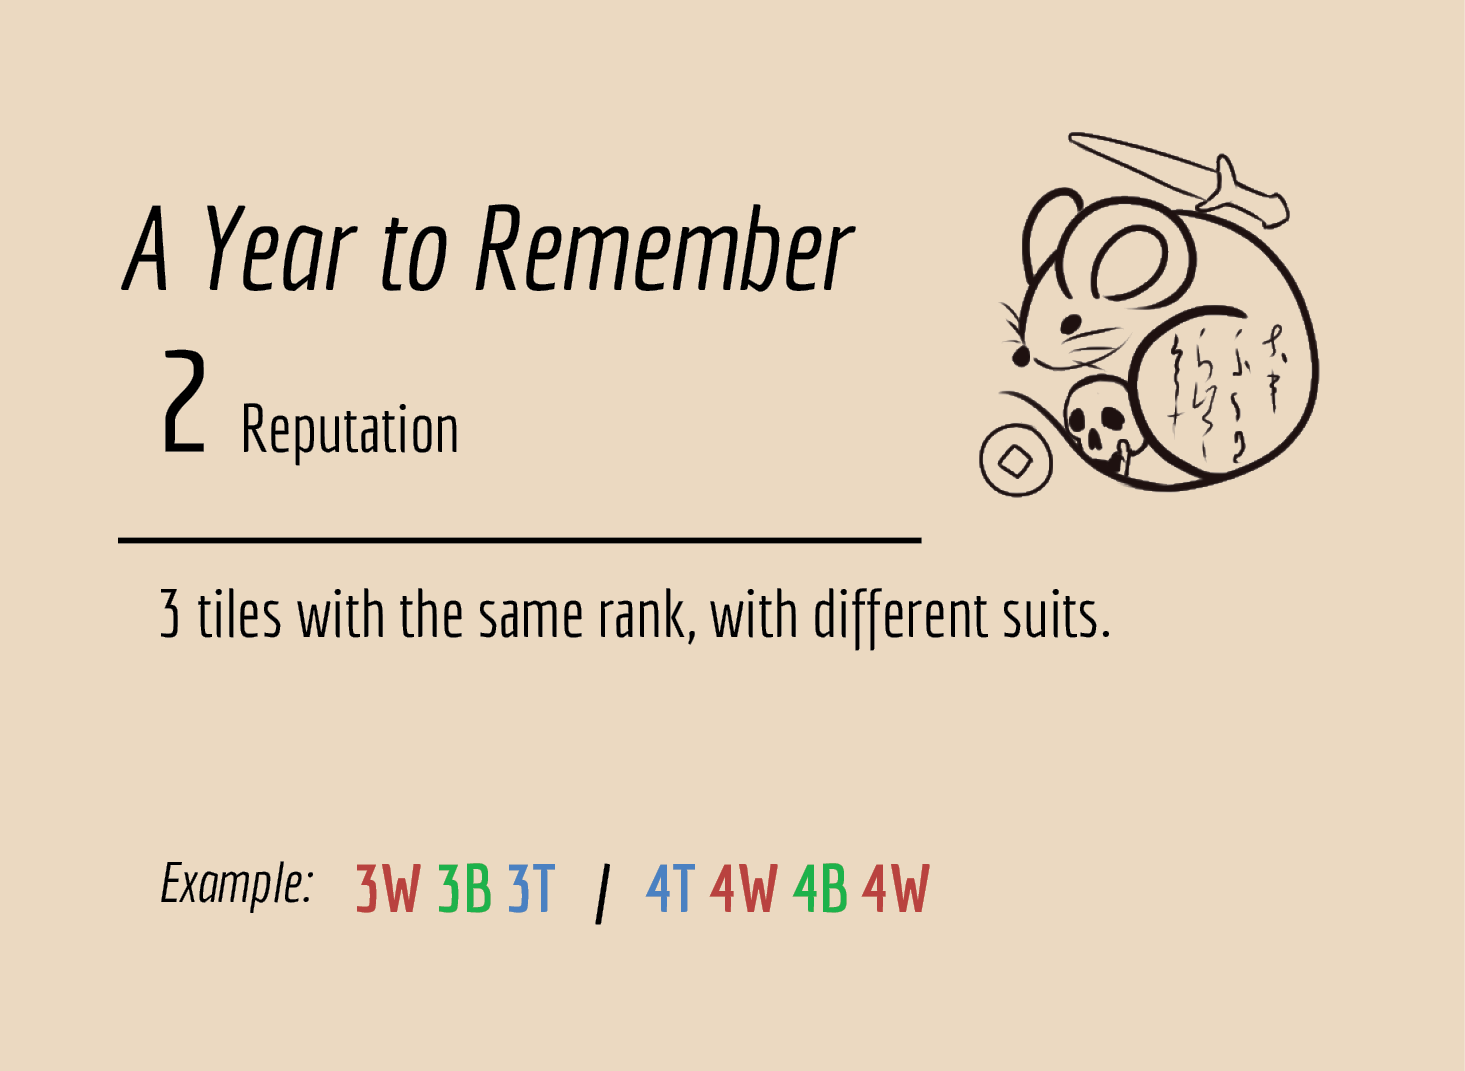 A Year to Remember
2 Reputation
3 tiles with the same rank, with different suits.
Example: 3W 3B 3T / 4T 4W 4B 4W